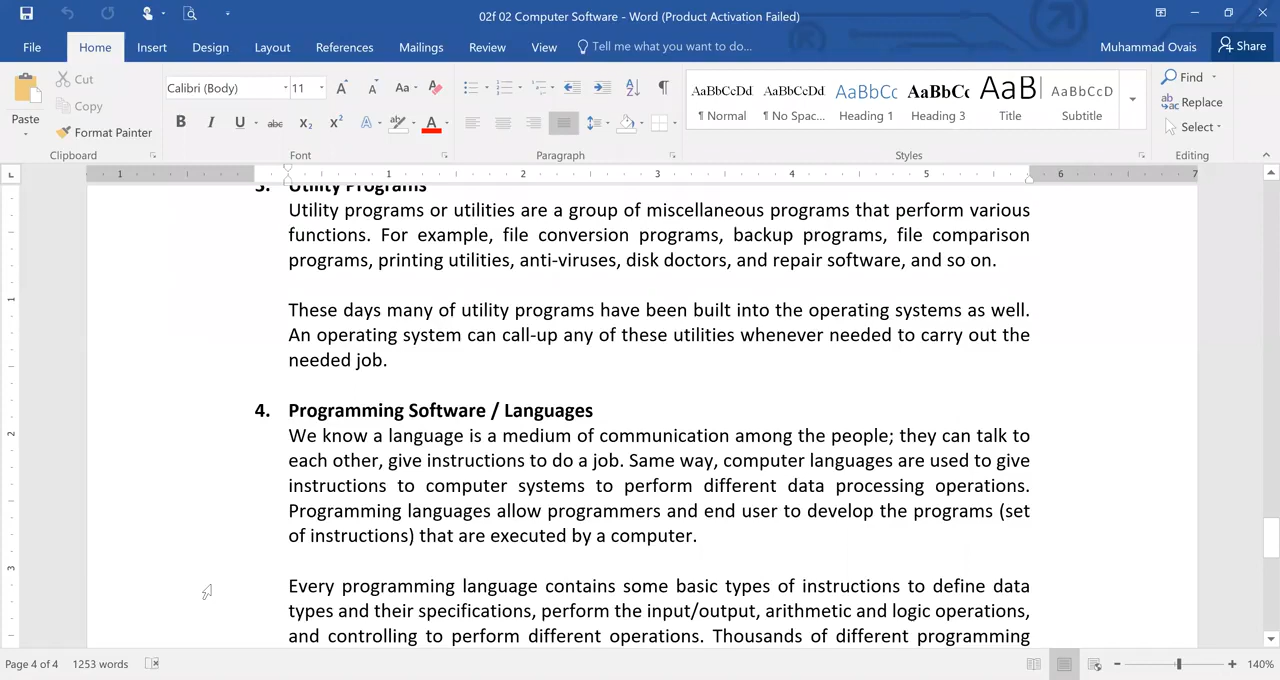 02f 02 Computer Software - Word (Product Activation Failed)
File Home Insert Design Layout References Mailings Review View Tell me what you want to do... Muhammad Ovais Share
Paste
Cut
Copy
Format Painter
Clipboard
Calibri (Body) 11
Font
Paragraph
AaBbCcDd AaBbCcDd AaBbCc AaBbCc AaB AaBbCcD
¶ Normal ¶ No Spac... Heading 1 Heading 3 Title Subtitle
Styles
Find
Replace
Select
Editing
1 1 2 3 4 5 6 7
3. Utility Programs
Utility programs or utilities are a group of miscellaneous programs that perform various
functions. For example, file conversion programs, backup programs, file comparison
programs, printing utilities, anti-viruses, disk doctors, and repair software, and so on.
These days many of utility programs have been built into the operating systems as well.
An operating system can call-up any of these utilities whenever needed to carry out the
needed job.
4. Programming Software / Languages
We know a language is a medium of communication among the people; they can talk to
each other, give instructions to do a job. Same way, computer languages are used to give
instructions to computer systems to perform different data processing operations.
Programming languages allow programmers and end user to develop the programs (set
of instructions) that are executed by a computer.
Every programming language contains some basic types of instructions to define data
types and their specifications, perform the input/output, arithmetic and logic operations,
and controlling to perform different operations. Thousands of different programming
1
2
3
Page 4 of 4 1253 words 140%